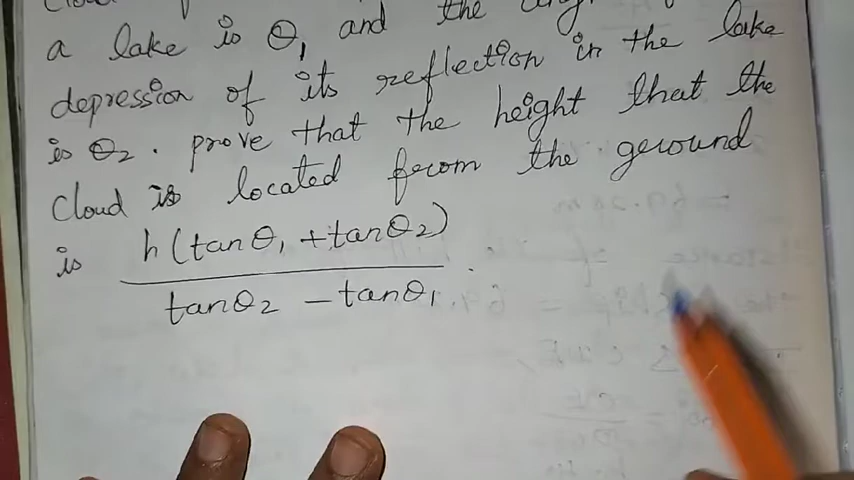 a lake is θ₁ and the
depression of its reflection in the lake
is θ₂. prove that the height that the
cloud is located from the geround
is h(tanθ₁ + tanθ₂)
tanθ₂ - tanθ₁